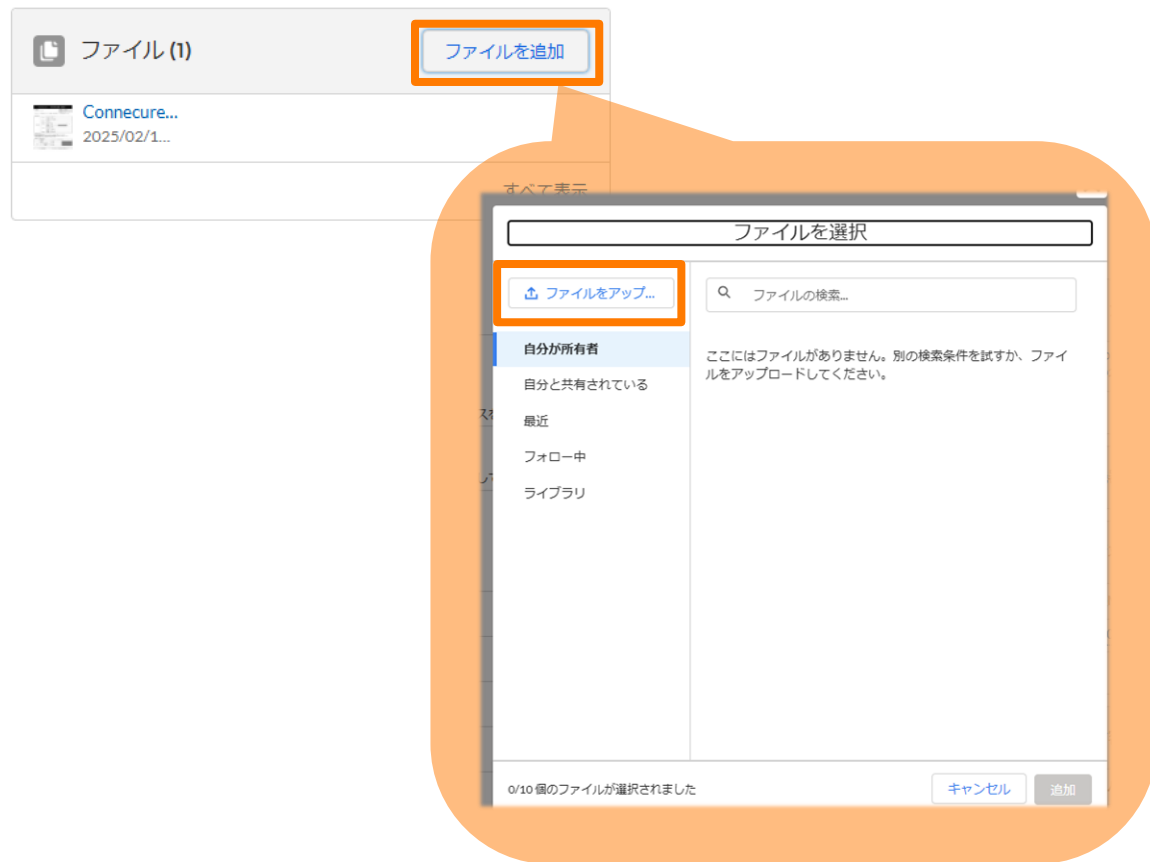 ファイル (1)
ファイルを追加
Connecure...
2025/02/1...
すべて表示
ファイルを選択
ファイルをアップ...
ファイルの検索...
自分が所有者
自分と共有されている
最近
フォロー中
ライブラリ
ここにはファイルがありません。別の検索条件を試すか、ファイ
ルをアップロードしてください。
0/10 個のファイルが選択されました
キャンセル
追加